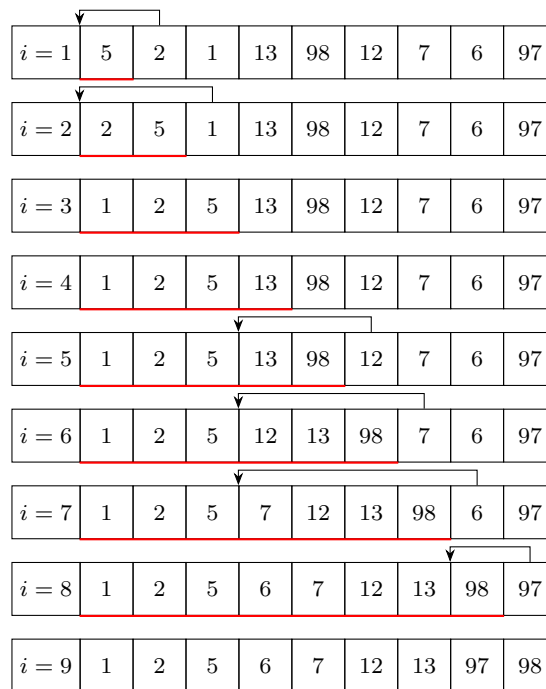 i = 1 5 2 1 13 98 12 7 6 97
i = 2 2 5 1 13 98 12 7 6 97
i = 3 1 2 5 13 98 12 7 6 97
i = 4 1 2 5 13 98 12 7 6 97
i = 5 1 2 5 13 98 12 7 6 97
i = 6 1 2 5 12 13 98 7 6 97
i = 7 1 2 5 7 12 13 98 6 97
i = 8 1 2 5 6 7 12 13 98 97
i = 9 1 2 5 6 7 12 13 97 98